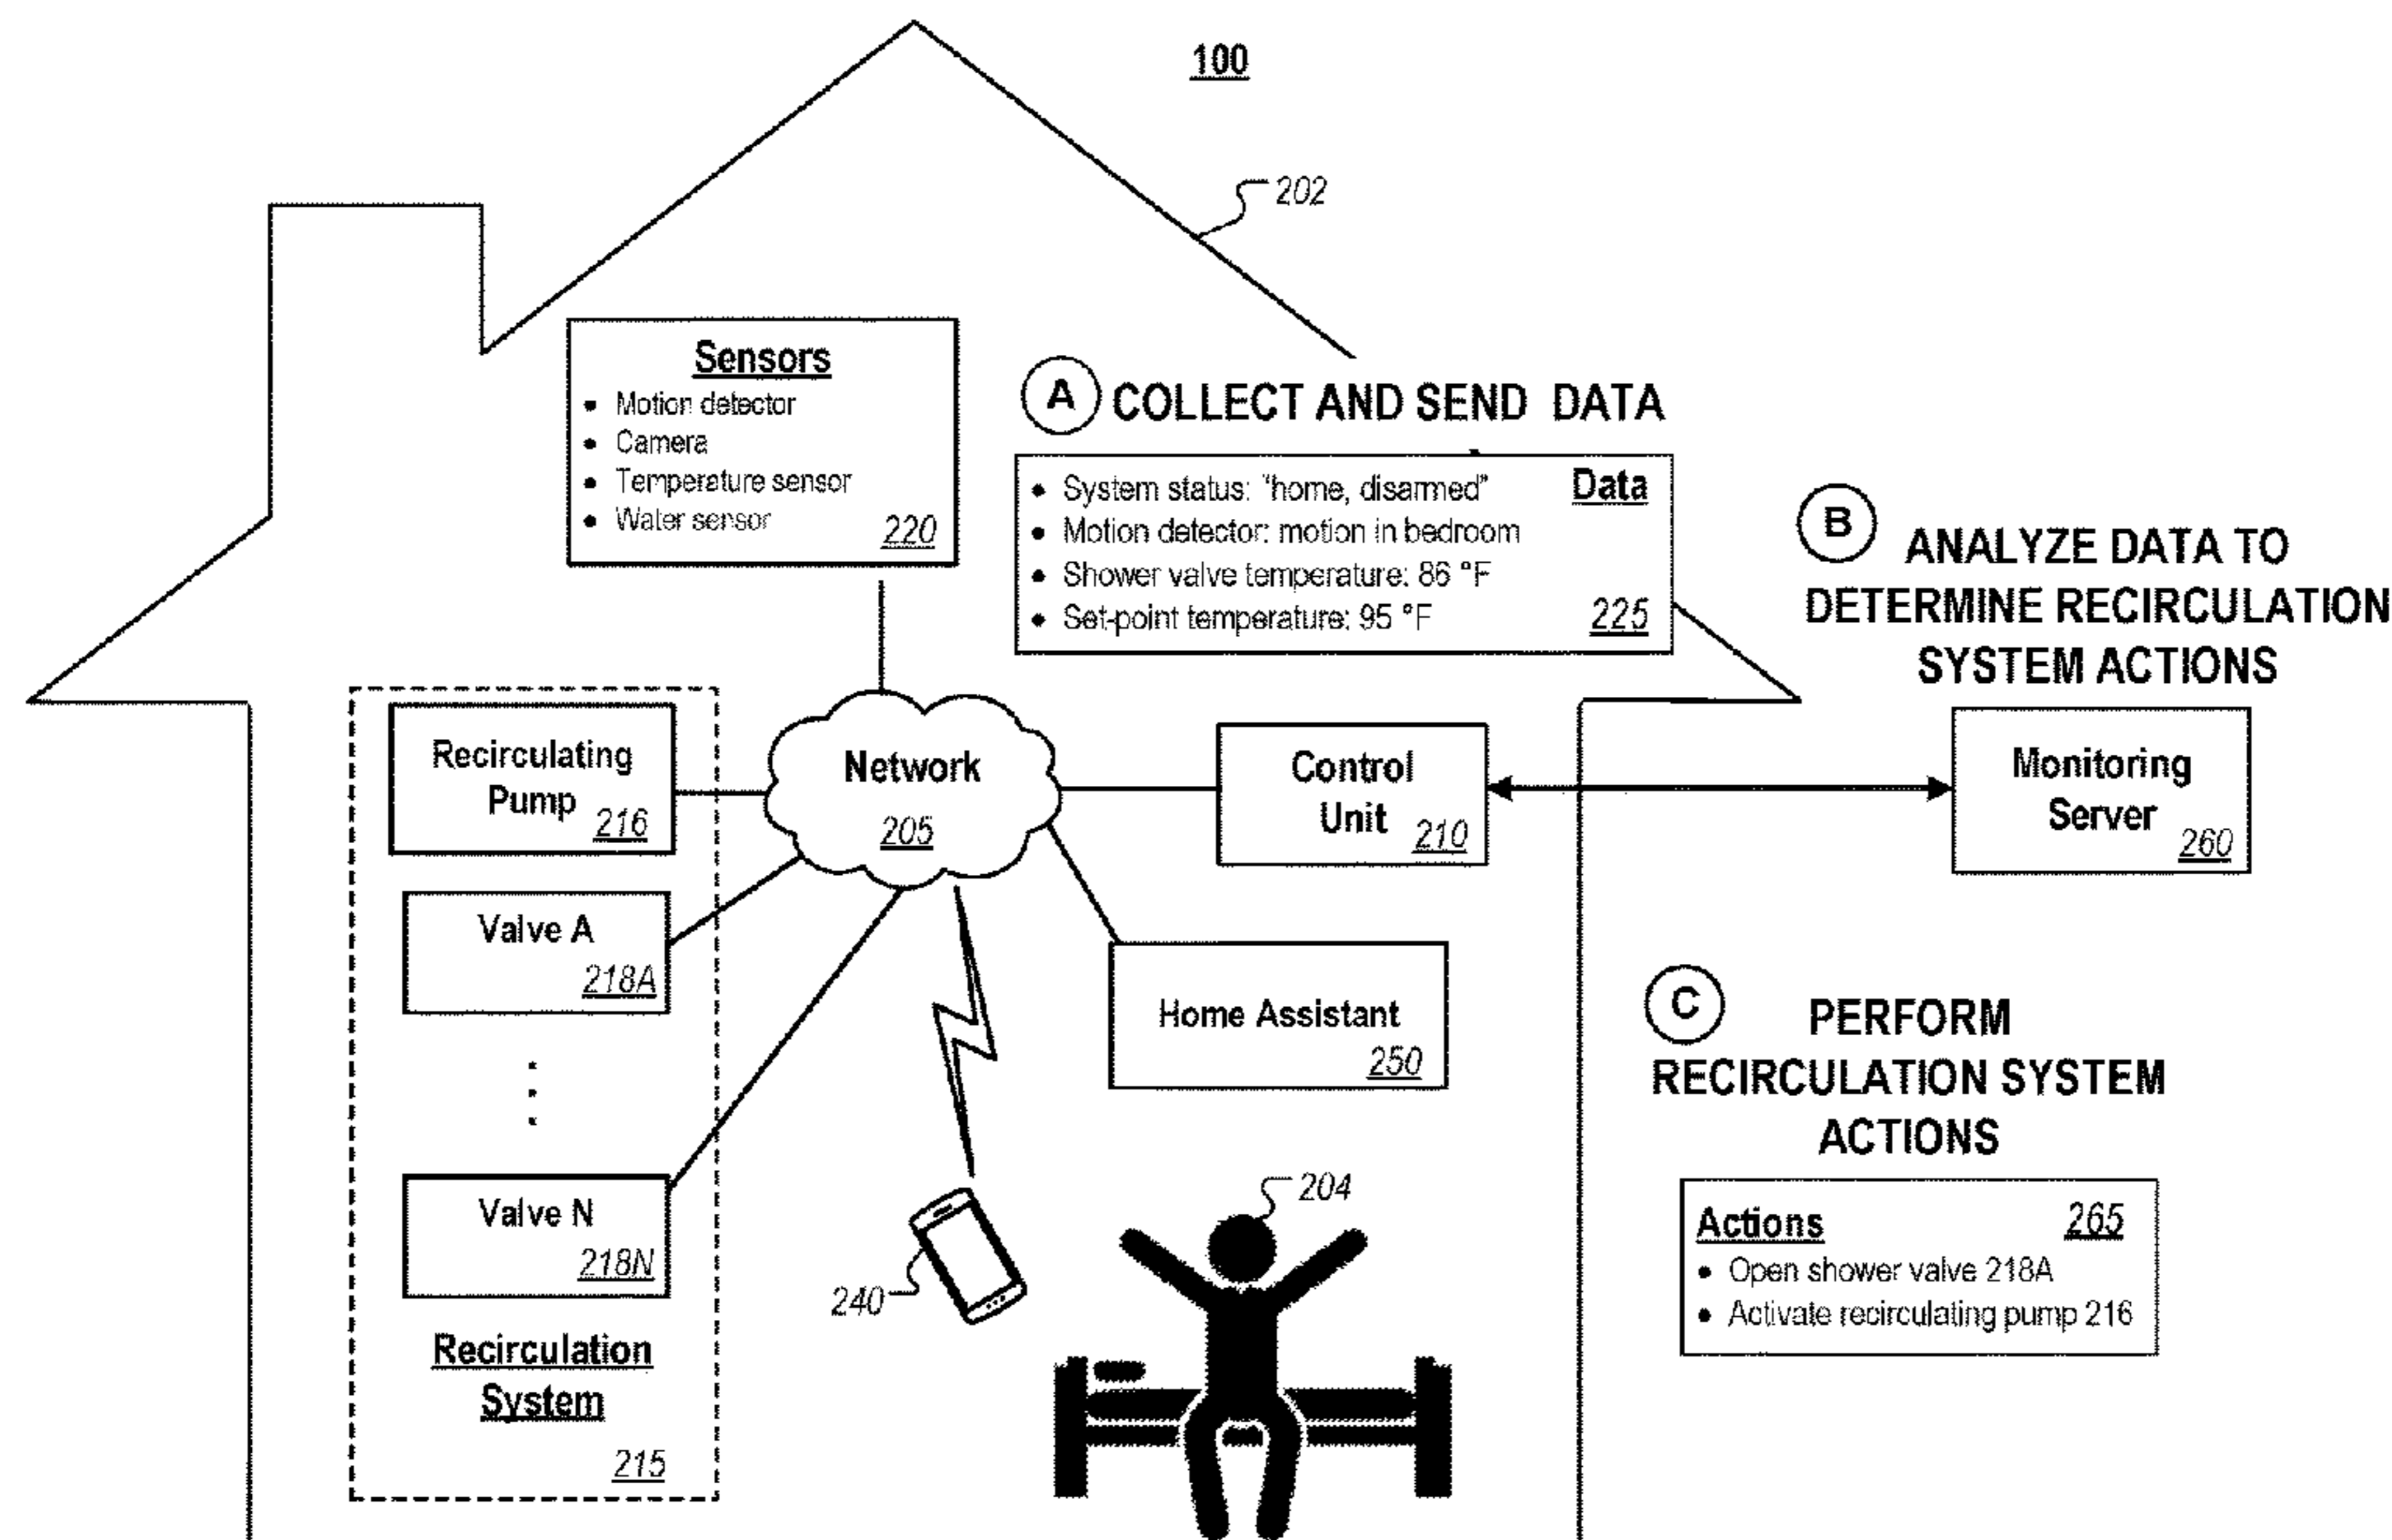 100
202
Sensors
• Motion detector
• Camera
• Temperature sensor
• Water sensor
220
A COLLECT AND SEND DATA
Data
• System status: "home, disarmed"
• Motion detector: motion in bedroom
• Shower valve temperature: 86 °F
• Set-point temperature: 95 °F
225
B ANALYZE DATA TO
DETERMINE RECIRCULATION
SYSTEM ACTIONS
Recirculating
Pump
216
Network
205
Control
Unit
210
Monitoring
Server
260
Valve A
218A
Home Assistant
250
C PERFORM
RECIRCULATION SYSTEM
ACTIONS
Valve N
218N
240
204
Actions 265
• Open shower valve 218A
• Activate recirculating pump 216
Recirculation
System
215